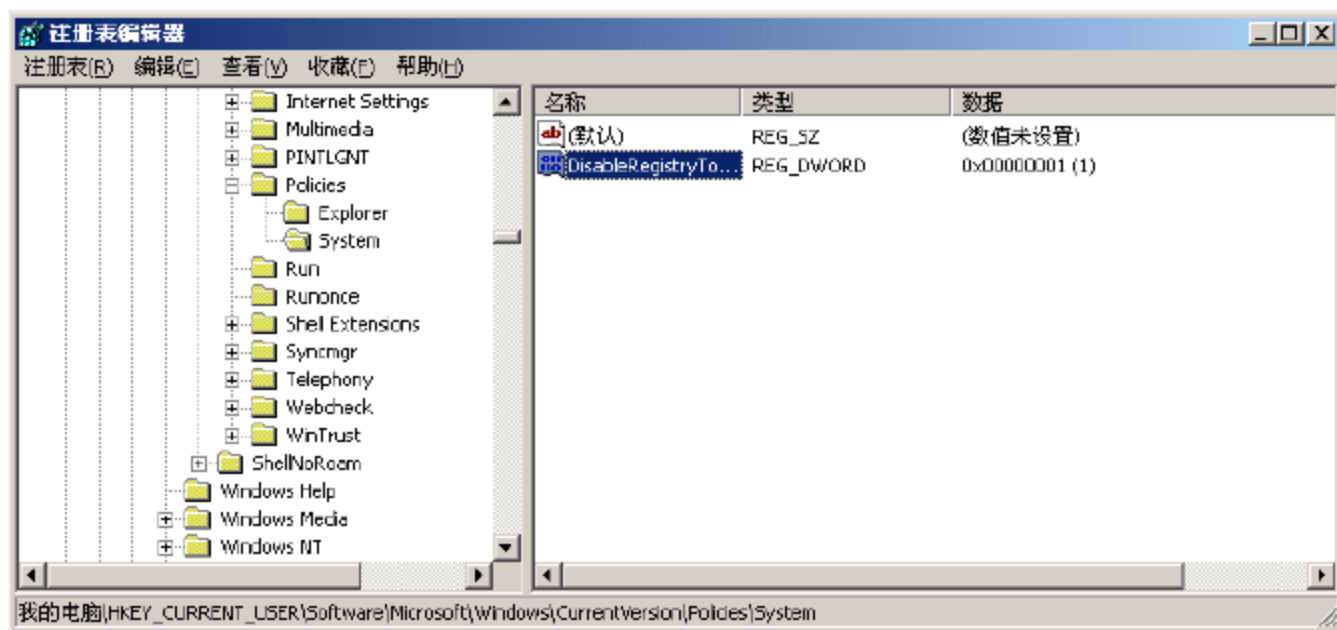 注册表编辑器
注册表(R) 编辑(E) 查看(V) 收藏(F) 帮助(H)
Internet Settings
Multimedia
PINTLGNT
Policies
Explorer
System
Run
Runonce
Shell Extensions
Syncmgr
Telephony
Webcheck
WinTrust
ShellNoRoam
Windows Help
Windows Media
Windows NT
名称 类型 数据
ab (默认) REG_SZ (数值未设置)
DisableRegistryTo... REG_DWORD 0x00000001 (1)
我的电脑\HKEY_CURRENT_USER\Software\Microsoft\Windows\CurrentVersion\Policies\System